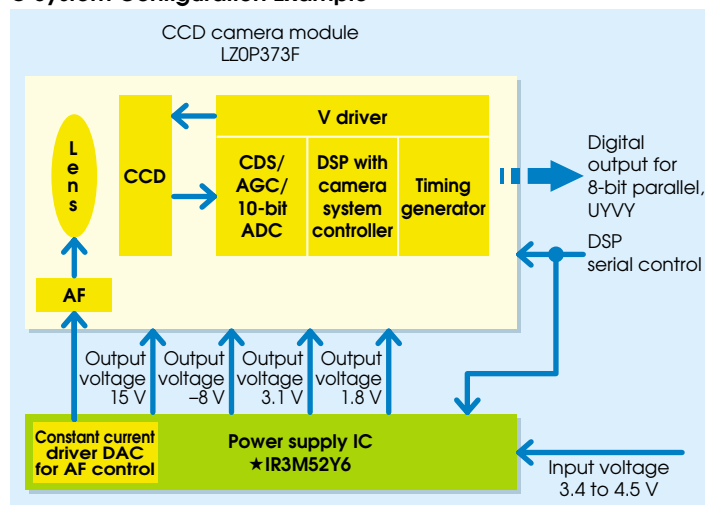 CCD camera module
LZ0P373F
V driver
Lens
CCD
CDS/
AGC/
10-bit
ADC
DSP with
camera
system
controller
Timing
generator
Digital
output for
8-bit parallel,
UYVY
DSP
serial control
AF
Output
voltage
15 V
Output
voltage
–8 V
Output
voltage
3.1 V
Output
voltage
1.8 V
Constant current
driver DAC
for AF control
Power supply IC
★IR3M52Y6
Input voltage
3.4 to 4.5 V